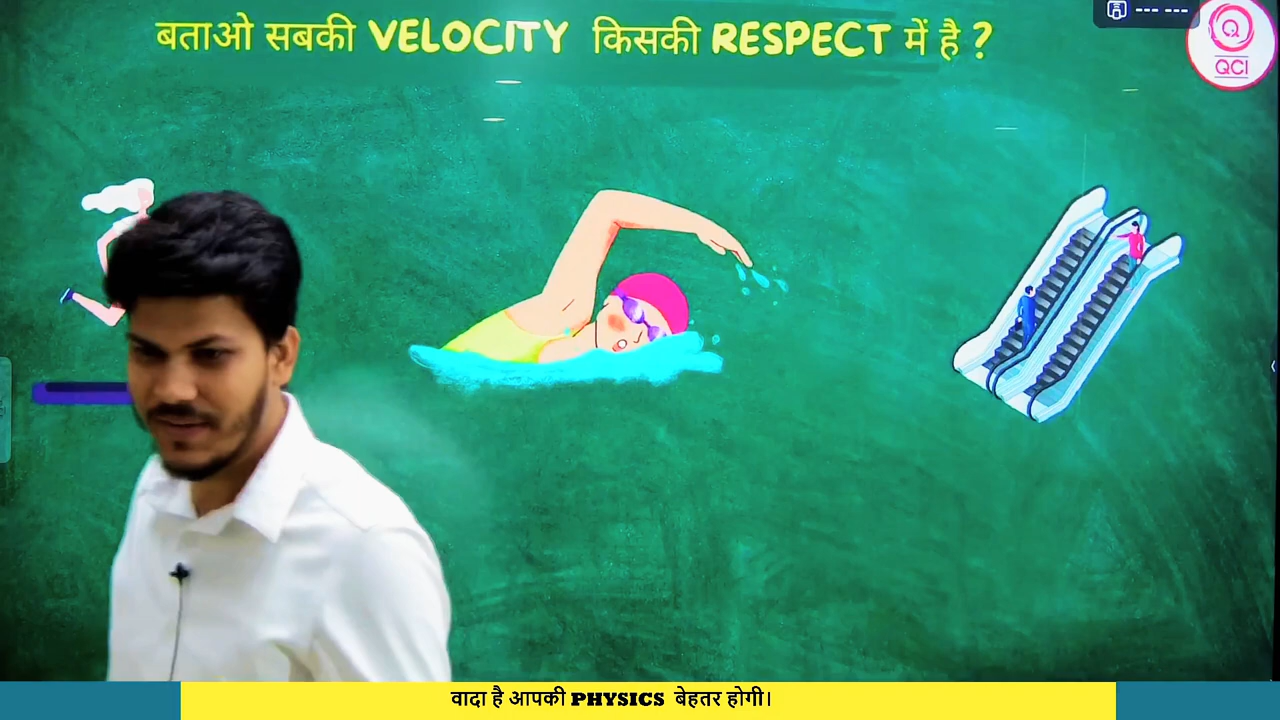 बताओ सबकी VELOCITY किसकी RESPECT में है ?
QCI
वादा है आपकी PHYSICS बेहतर होगी।